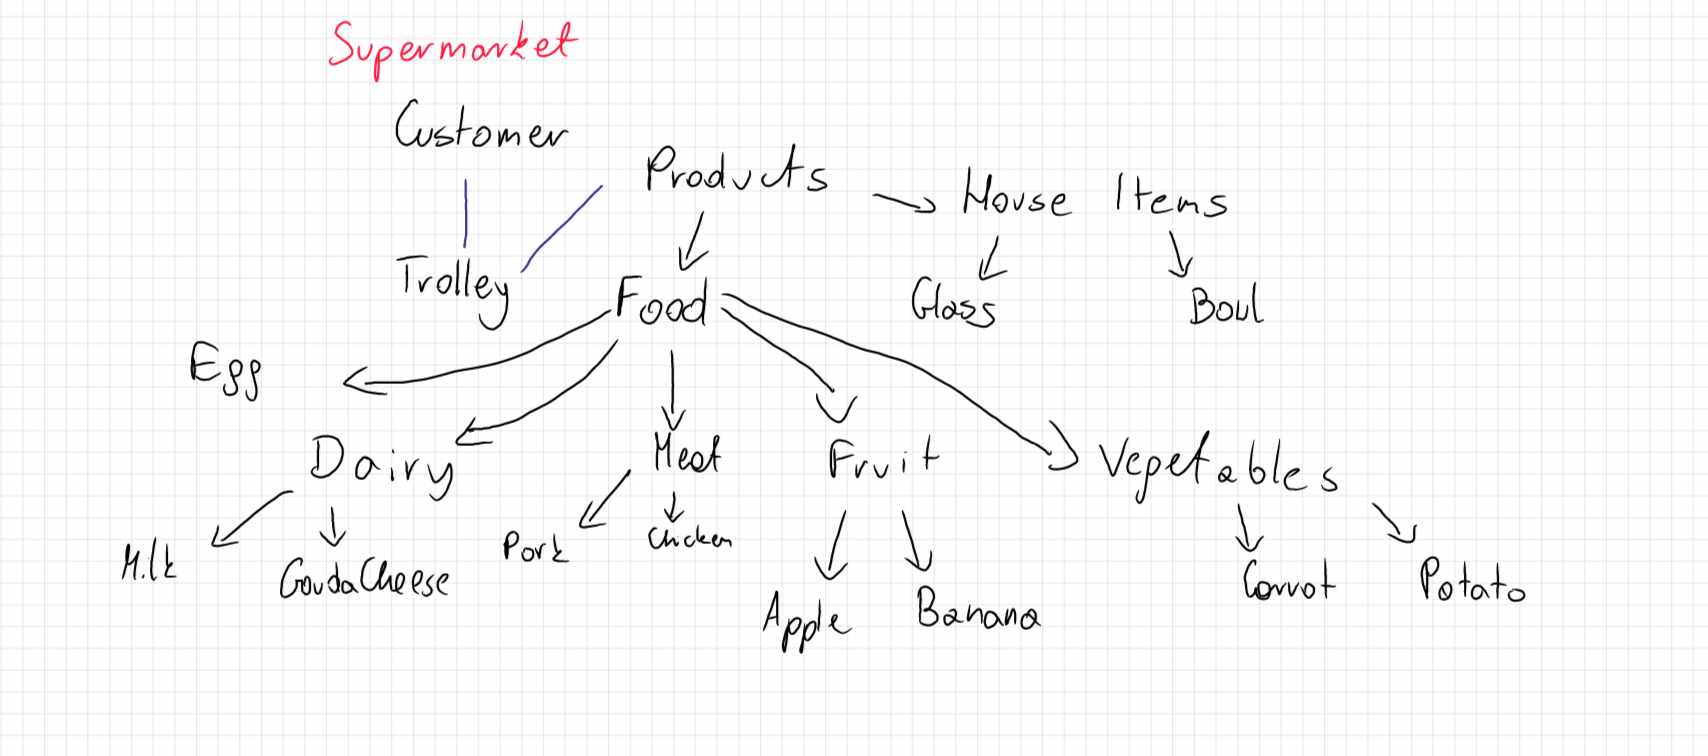 Supermarket
Customer
Products
House Items
Trolley
Food
Glass
Boul
Egg
Dairy
Meat
Fruit
Vegetables
Milk
GoudaCheese
Pork
Chicken
Apple
Banana
Carrot
Potato